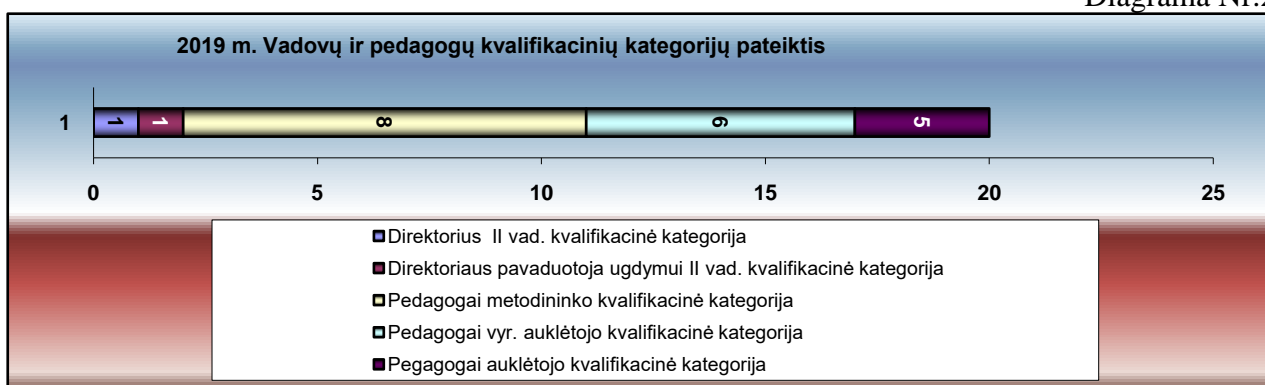 Diagrama Nr.2
2019 m. Vadovų ir pedagogų kvalifikacinių kategorijų pateiktis
1
1 1 8 6 5
0 5 10 15 20 25
Direktorius II vad. kvalifikacinė kategorija
Direktoriaus pavaduotoja ugdymui II vad. kvalifikacinė kategorija
Pedagogai metodininko kvalifikacinė kategorija
Pedagogai vyr. auklėtojo kvalifikacinė kategorija
Pegagogai auklėtojo kvalifikacinė kategorija